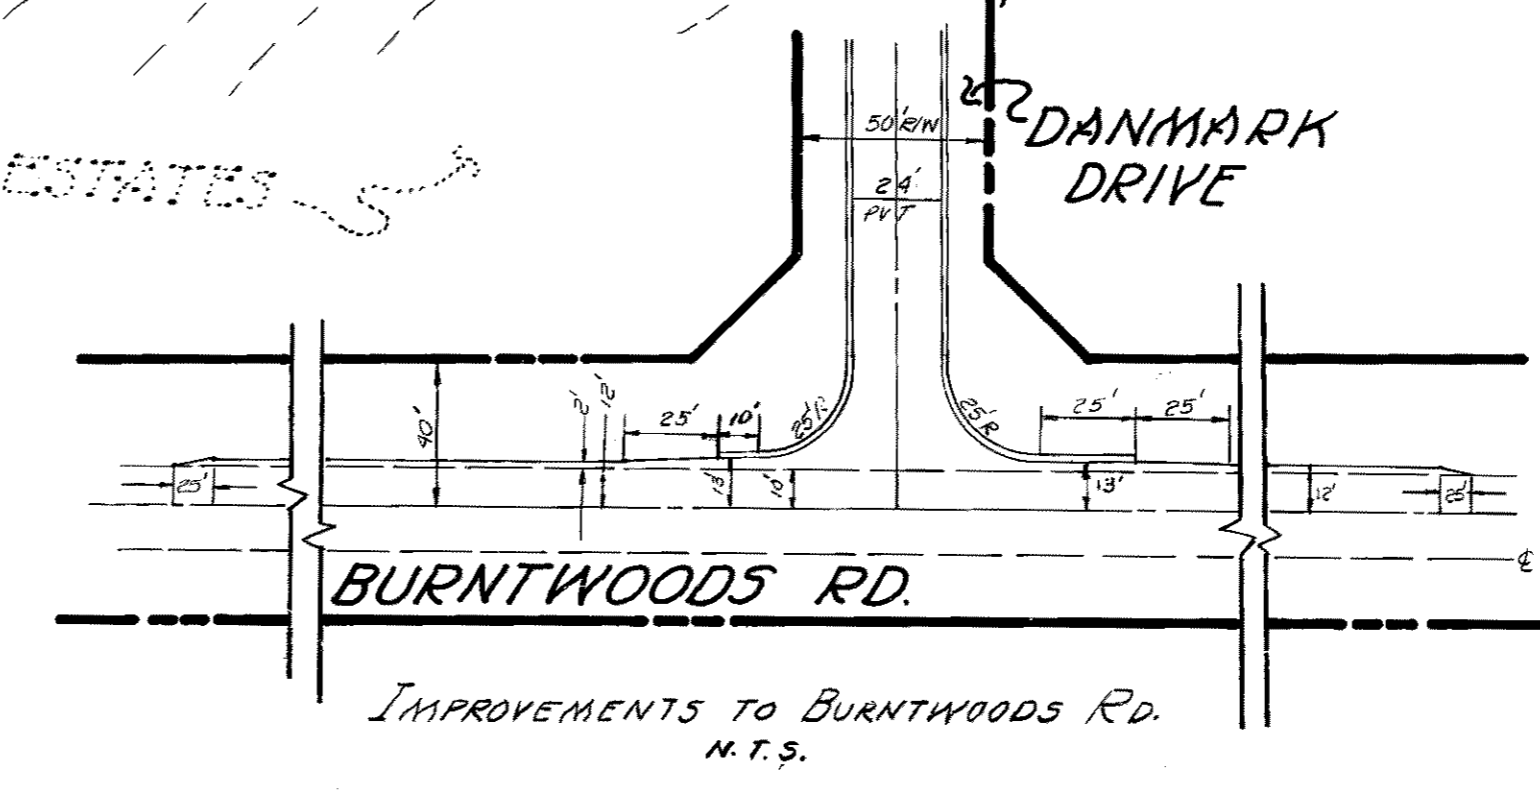 50' R/W
DANMARK
DRIVE
24'
PVT
ESTATES
40'
2'
12'
25'
10'
25'R
25'R
25'
25'
25'
13'
10'
13'
12'
25'
℄
BURNTWOODS RD.
IMPROVEMENTS TO BURNTWOODS RD.
N.T.S.